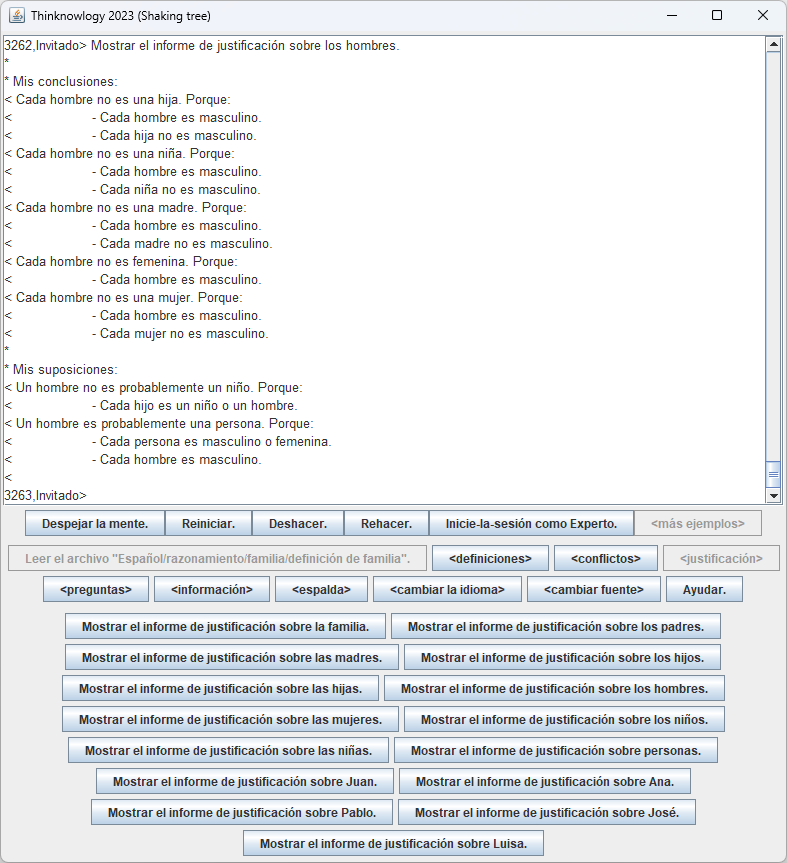 Thinknowlogy 2023 (Shaking tree)
3262,Invitado> Mostrar el informe de justificación sobre los hombres.
*
* Mis conclusiones:
< Cada hombre no es una hija. Porque:
< - Cada hombre es masculino.
< - Cada hija no es masculino.
< Cada hombre no es una niña. Porque:
< - Cada hombre es masculino.
< - Cada niña no es masculino.
< Cada hombre no es una madre. Porque:
< - Cada hombre es masculino.
< - Cada madre no es masculino.
< Cada hombre no es femenina. Porque:
< - Cada hombre es masculino.
< Cada hombre no es una mujer. Porque:
< - Cada hombre es masculino.
< - Cada mujer no es masculino.
*
* Mis suposiciones:
< Un hombre no es probablemente un niño. Porque:
< - Cada hijo es un niño o un hombre.
< Un hombre es probablemente una persona. Porque:
< - Cada persona es masculino o femenina.
< - Cada hombre es masculino.
<
3263,Invitado>
Despejar la mente. Reiniciar. Deshacer. Rehacer. Inicie-la-sesión como Experto. <más ejemplos>
Leer el archivo "Español/razonamiento/familia/definición de familia". <definiciones> <conflictos> <justificación>
<preguntas> <información> <espalda> <cambiar la idioma> <cambiar fuente> Ayudar.
Mostrar el informe de justificación sobre la familia. Mostrar el informe de justificación sobre los padres.
Mostrar el informe de justificación sobre las madres. Mostrar el informe de justificación sobre los hijos.
Mostrar el informe de justificación sobre las hijas. Mostrar el informe de justificación sobre los hombres.
Mostrar el informe de justificación sobre las mujeres. Mostrar el informe de justificación sobre los niños.
Mostrar el informe de justificación sobre las niñas. Mostrar el informe de justificación sobre personas.
Mostrar el informe de justificación sobre Juan. Mostrar el informe de justificación sobre Ana.
Mostrar el informe de justificación sobre Pablo. Mostrar el informe de justificación sobre José.
Mostrar el informe de justificación sobre Luisa.